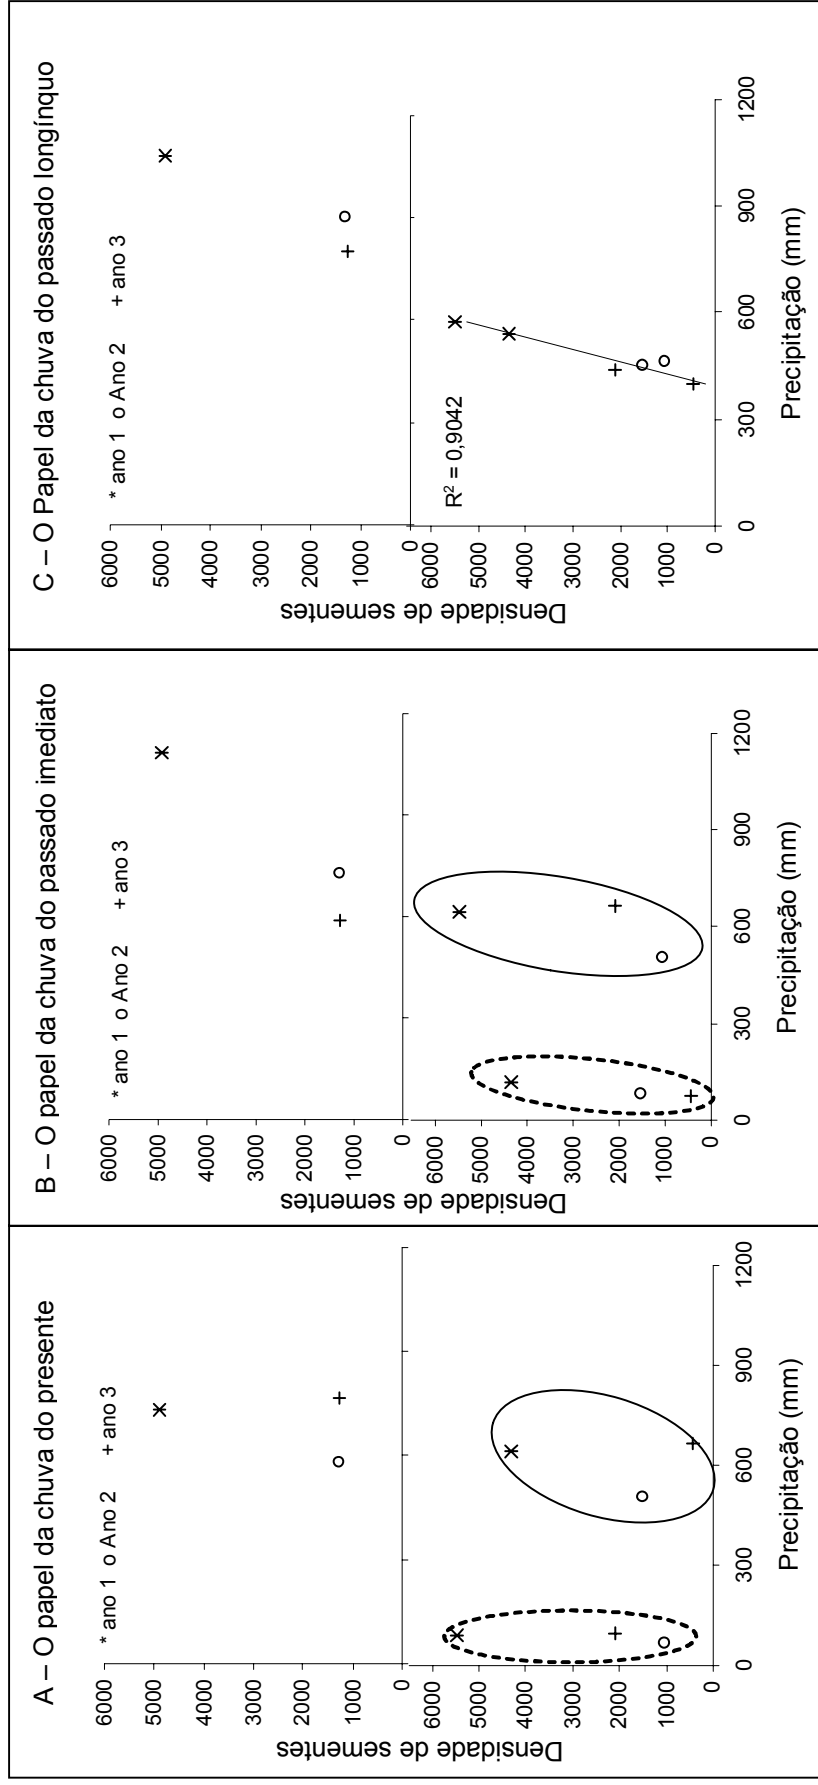 A – O papel da chuva do presente
* ano 1 o Ano 2 + ano 3
6000
5000
4000
3000
2000
1000
0
Densidade de sementes
6000
5000
4000
3000
2000
1000
0
0 300 600 900 1200
Precipitação (mm)
B – O papel da chuva do passado imediato
* ano 1 o Ano 2 + ano 3
6000
5000
4000
3000
2000
1000
0
Densidade de sementes
6000
5000
4000
3000
2000
1000
0
0 300 600 900 1200
Precipitação (mm)
C – O Papel da chuva do passado longínquo
* ano 1 o Ano 2 + ano 3
6000
5000
4000
3000
2000
1000
0
Densidade de sementes
R² = 0,9042
6000
5000
4000
3000
2000
1000
0
0 300 600 900 1200
Precipitação (mm)